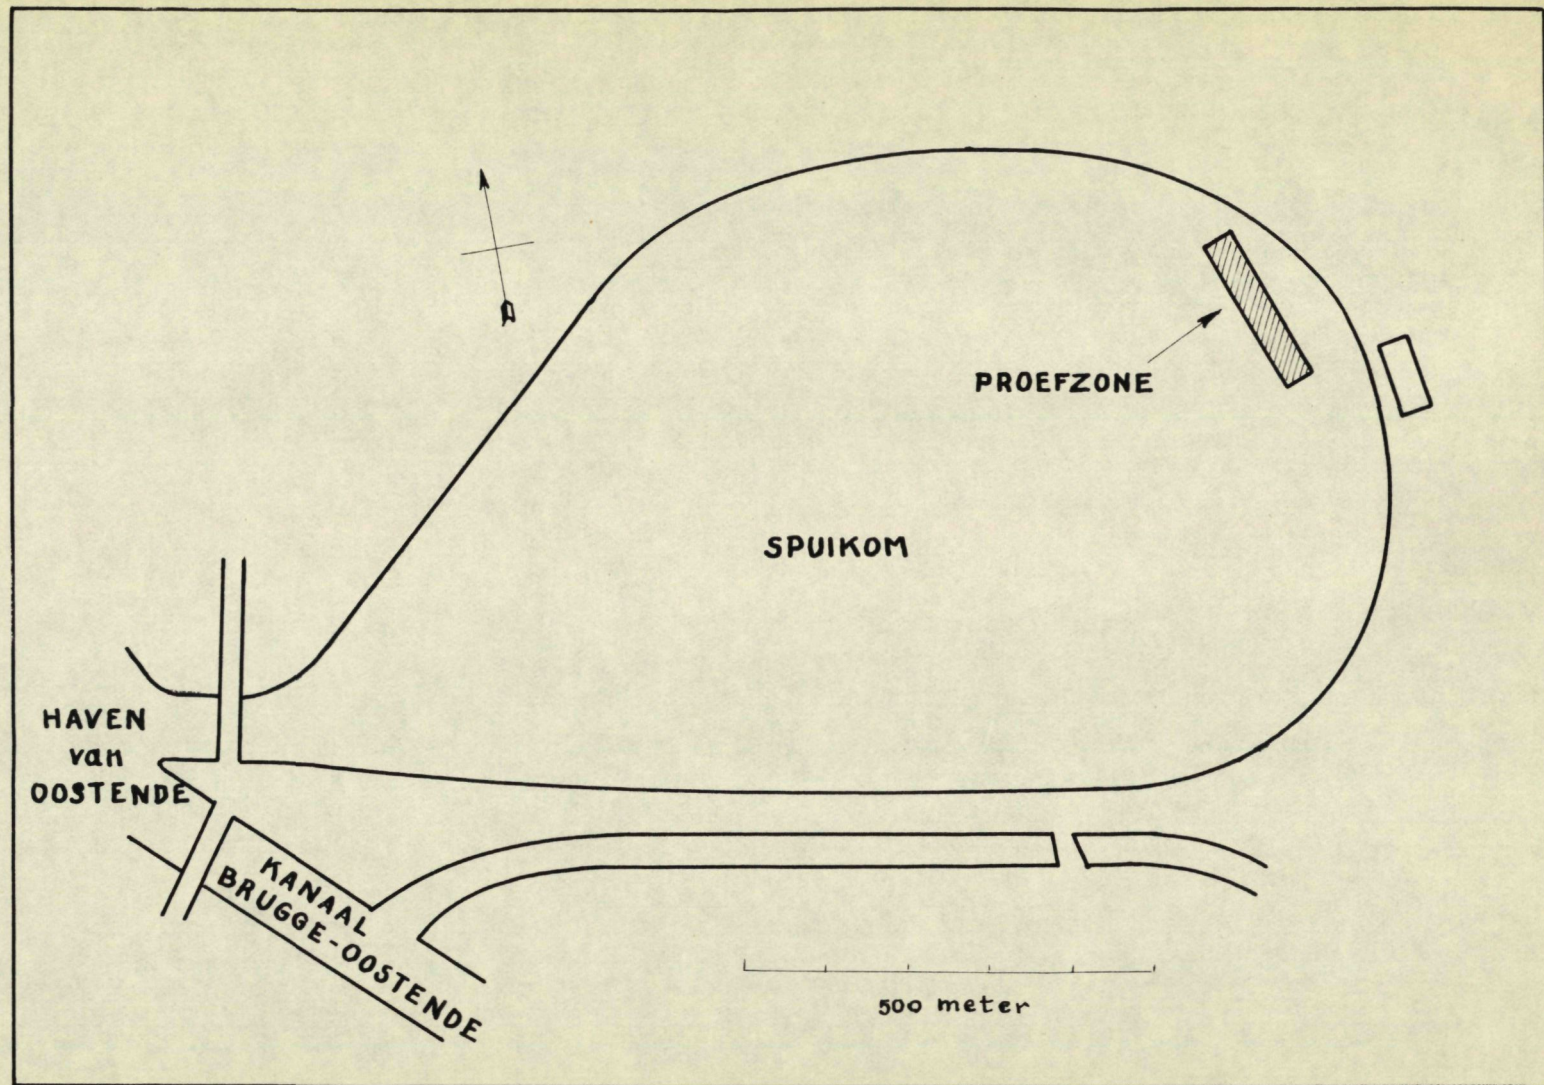 PROEFZONE
SPUIKOM
HAVEN
van
OOSTENDE
KANAAL
BRUGGE-OOSTENDE
500 meter